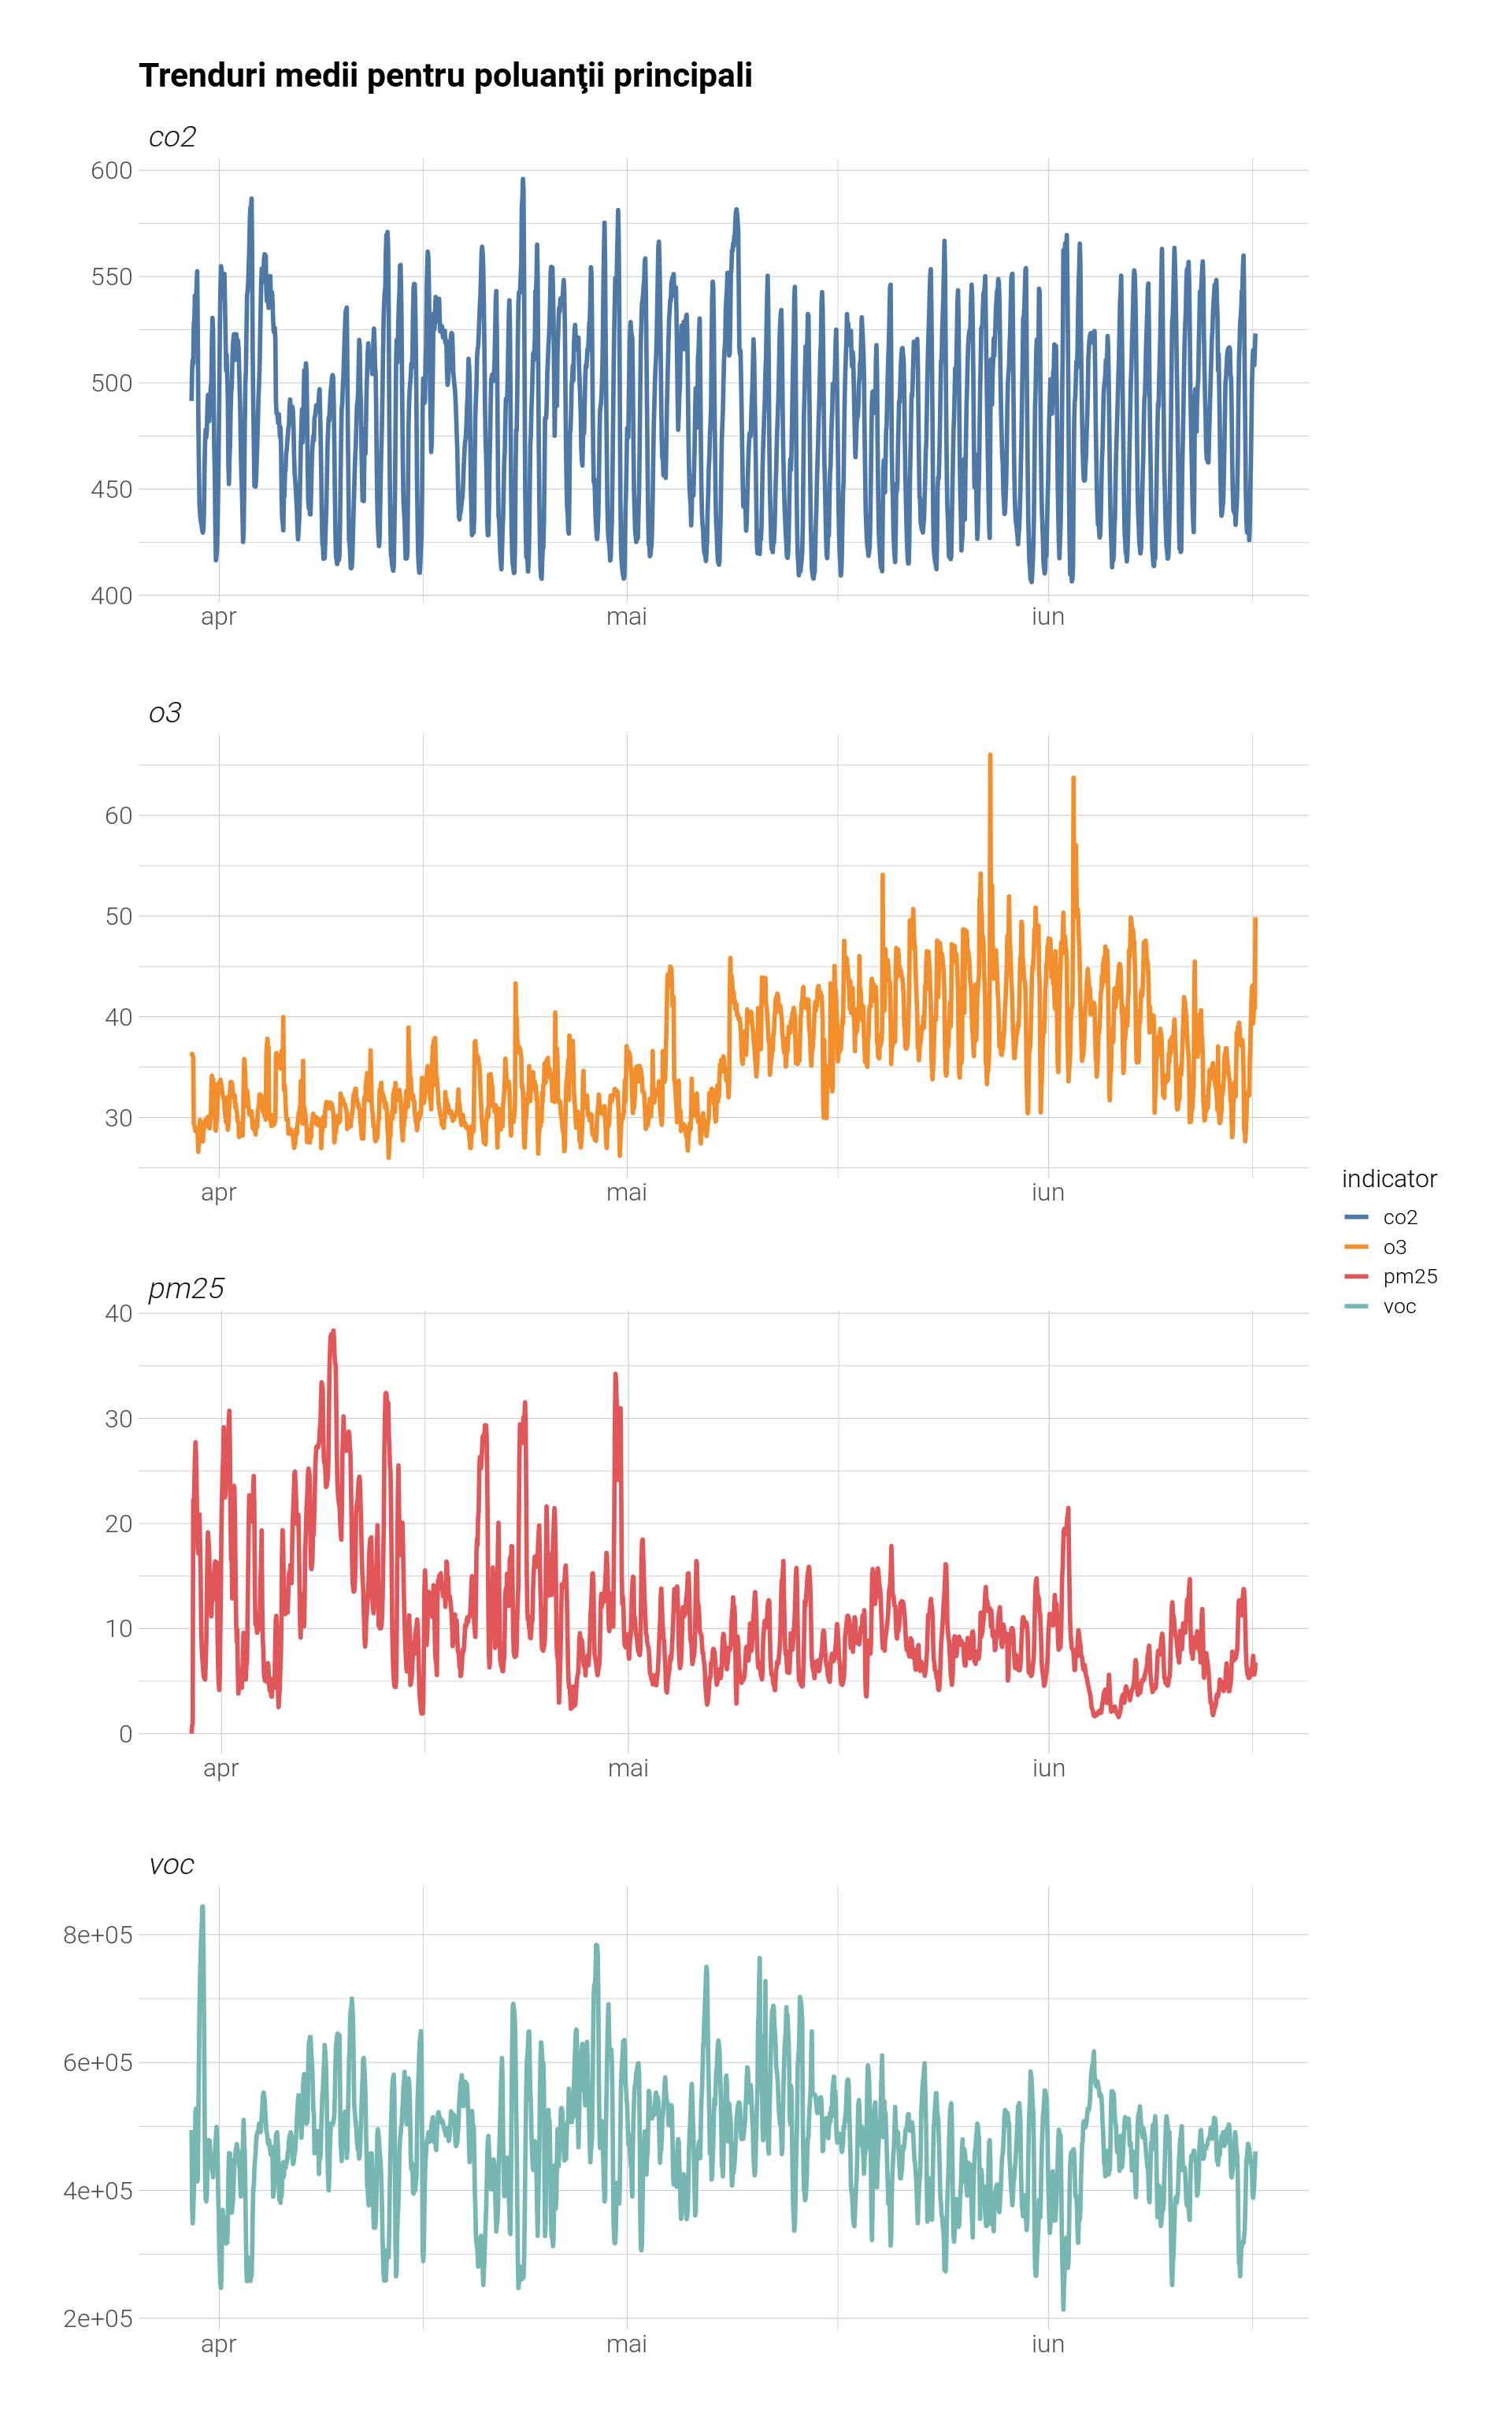 Trenduri medii pentru poluanţii principali
co2
600
550
500
450
400
apr mai iun
o3
60
50
40
30
apr mai iun
indicator
co2
o3
pm25
voc
pm25
40
30
20
10
0
apr mai iun
voc
8e+05
6e+05
4e+05
2e+05
apr mai iun